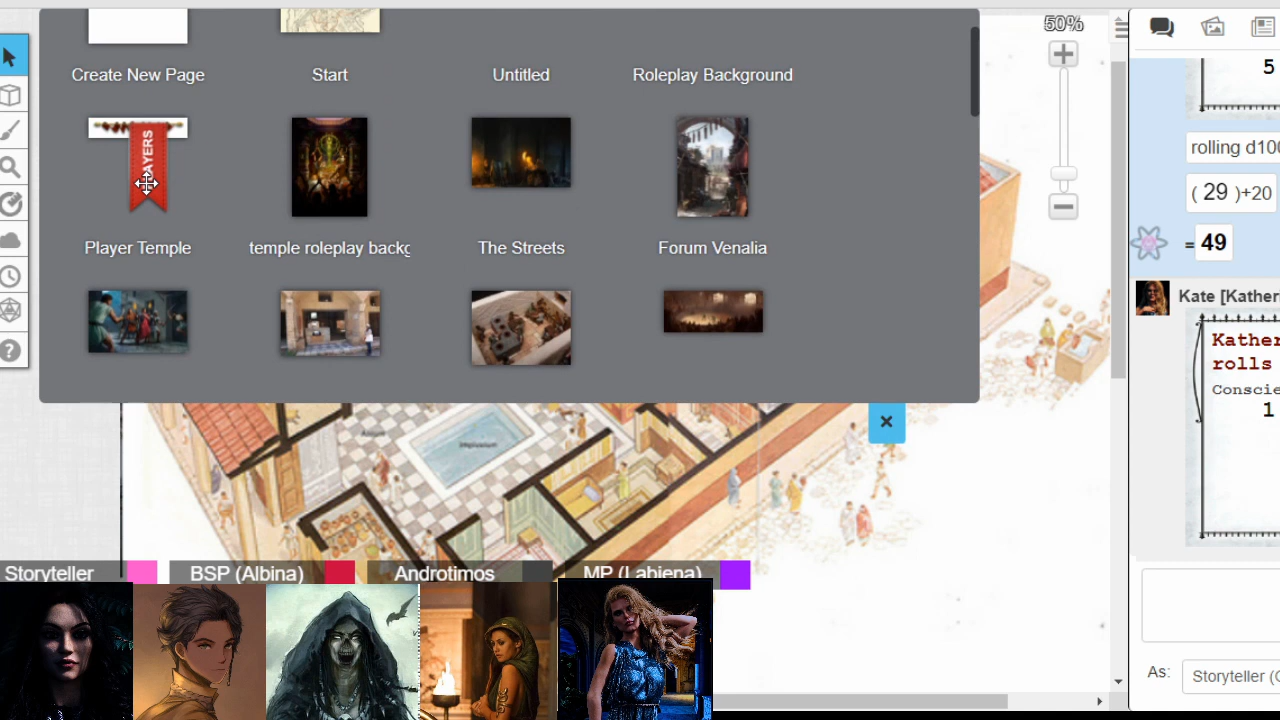 50%
Create New Page
Start
Untitled
Roleplay Background
5
AYERS
rolling d100
( 29 )+20
Player Temple
temple roleplay backg
The Streets
Forum Venalia
= 49
Kate [Kather
Kather
rolls
Conscie
1
Storyteller
BSP (Albina)
Androtimos
MP (Labiena)
As:
Storyteller (G